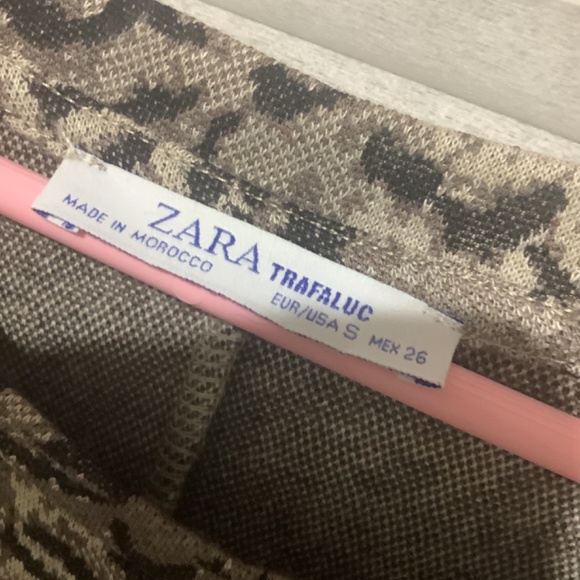 ZARA TRAFALUC
MADE IN MOROCCO
EUR/USA S MEX 26